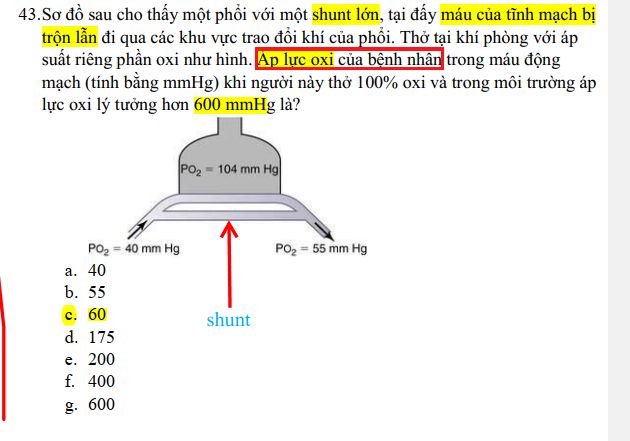 43.Sơ đồ sau cho thấy một phổi với một shunt lớn, tại đấy máu của tĩnh mạch bị
trộn lẫn đi qua các khu vực trao đổi khí của phổi. Thở tại khí phòng với áp
suất riêng phần oxi như hình. Áp lực oxi của bệnh nhân trong máu động
mạch (tính bằng mmHg) khi người này thở 100% oxi và trong môi trường áp
lực oxi lý tưởng hơn 600 mmHg là?
PO2 = 104 mm Hg
PO2 = 40 mm Hg
PO2 = 55 mm Hg
a. 40
b. 55
c. 60
d. 175
e. 200
f. 400
g. 600
shunt